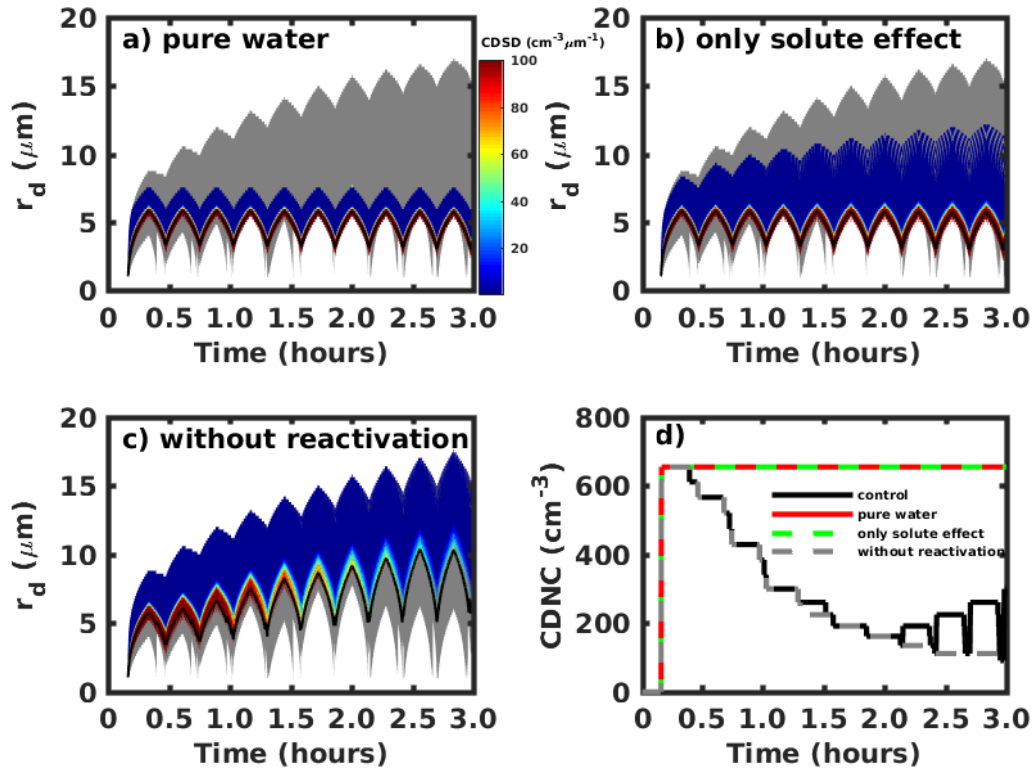 a) pure water
CDSD (cm⁻³μm⁻¹)
100
80
60
40
20
20
15
10
5
0
r_d (μm)
0 0.5 1.0 1.5 2.0 2.5 3.0
Time (hours)
b) only solute effect
20
15
10
5
0
r_d (μm)
0 0.5 1.0 1.5 2.0 2.5 3.0
Time (hours)
c) without reactivation
20
15
10
5
0
r_d (μm)
0 0.5 1.0 1.5 2.0 2.5 3.0
Time (hours)
d)
800
600
400
200
0
CDNC (cm⁻³)
control
pure water
only solute effect
without reactivation
0 0.5 1.0 1.5 2.0 2.5 3.0
Time (hours)